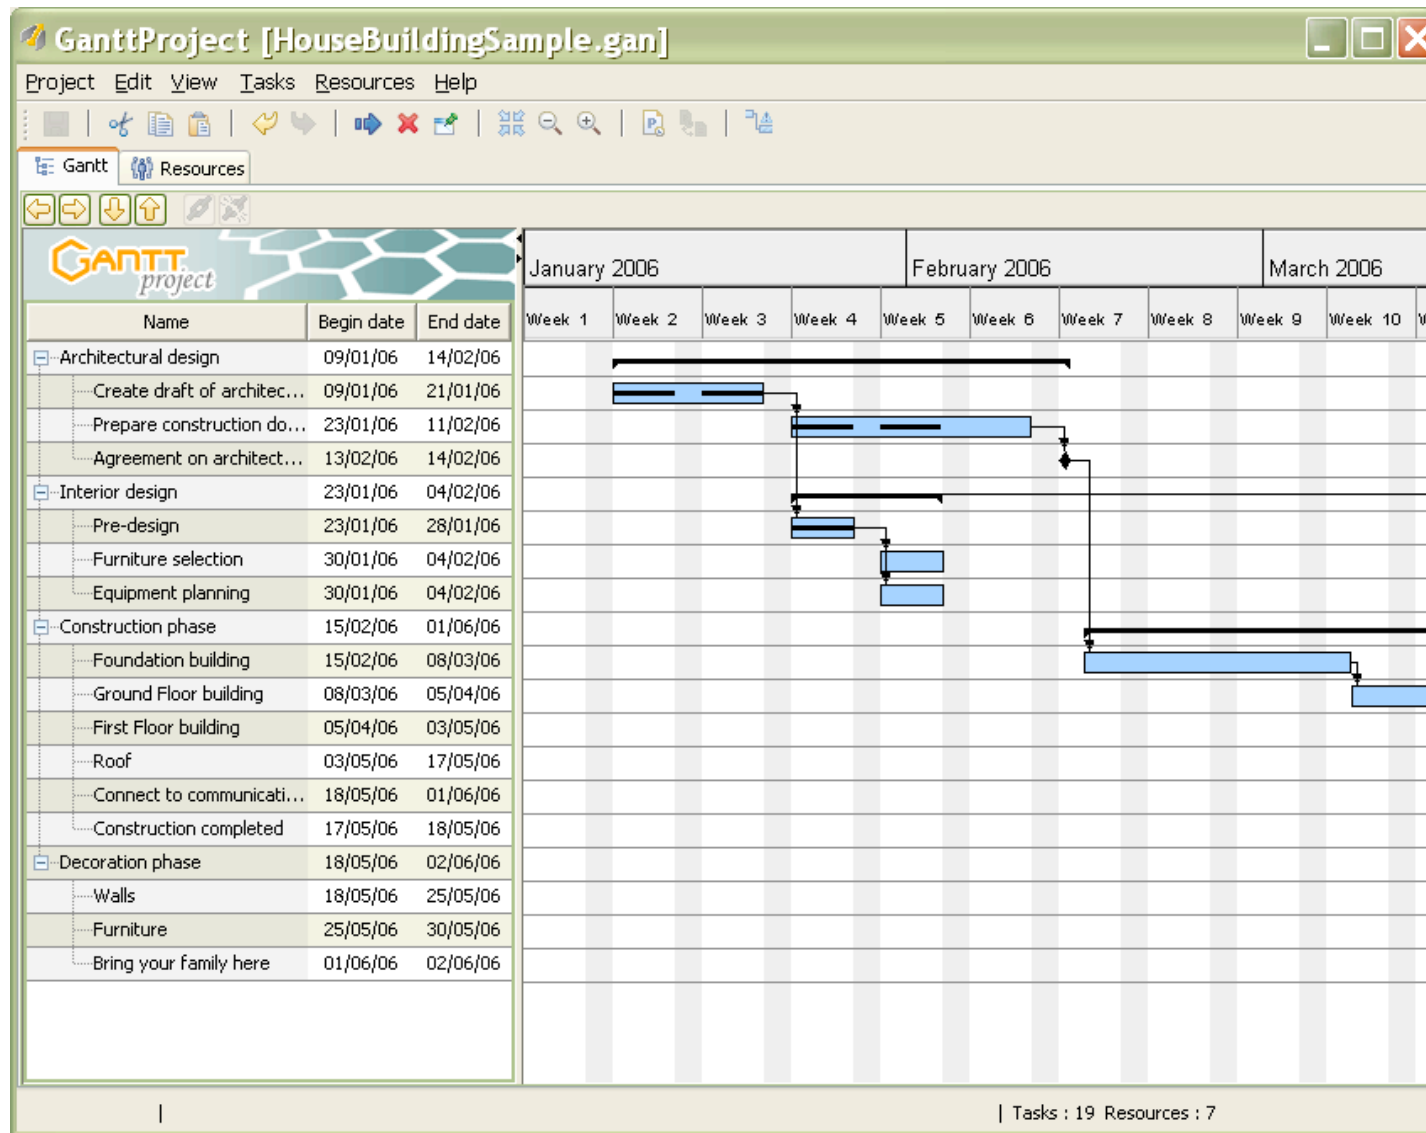 GanttProject [HouseBuildingSample.gan]
Project Edit View Tasks Resources Help
Gantt Resources
GANTT
project
January 2006 February 2006 March 2006
Name Begin date End date Week 1 Week 2 Week 3 Week 4 Week 5 Week 6 Week 7 Week 8 Week 9 Week 10
Architectural design 09/01/06 14/02/06
Create draft of architec... 09/01/06 21/01/06
Prepare construction do... 23/01/06 11/02/06
Agreement on architect... 13/02/06 14/02/06
Interior design 23/01/06 04/02/06
Pre-design 23/01/06 28/01/06
Furniture selection 30/01/06 04/02/06
Equipment planning 30/01/06 04/02/06
Construction phase 15/02/06 01/06/06
Foundation building 15/02/06 08/03/06
Ground Floor building 08/03/06 05/04/06
First Floor building 05/04/06 03/05/06
Roof 03/05/06 17/05/06
Connect to communicati... 18/05/06 01/06/06
Construction completed 17/05/06 18/05/06
Decoration phase 18/05/06 02/06/06
Walls 18/05/06 25/05/06
Furniture 25/05/06 30/05/06
Bring your family here 01/06/06 02/06/06
Tasks : 19 Resources : 7